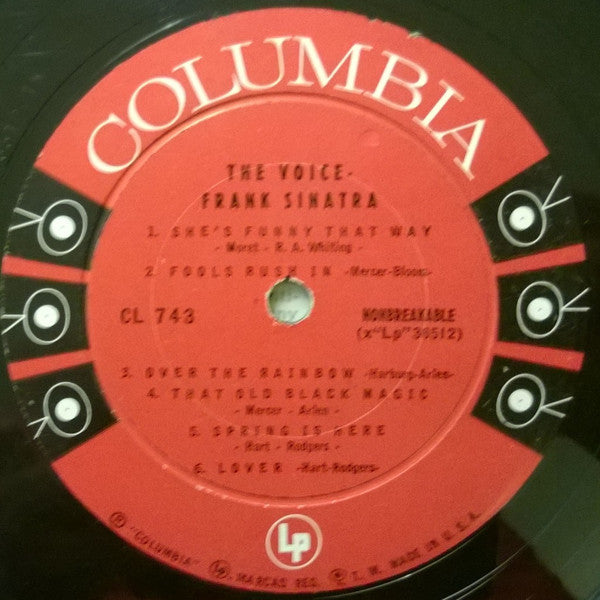 COLUMBIA
THE VOICE-
FRANK SINATRA
1. SHE'S FUNNY THAT WAY
- Moret - R. A. Whiting -
2. FOOLS RUSH IN -Mercer-Bloom-
CL 743
NONBREAKABLE
(x"Lp"36512)
3. OVER THE RAINBOW -Harburg-Arlen-
4. THAT OLD BLACK MAGIC
- Mercer - Arlen -
5. SPRING IS HERE
- Hart - Rodgers -
6. LOVER -Hart-Rodgers-
Lp
® "COLUMBIA" Lp. MARCAS REG. ® T. M. MADE IN U.S.A.